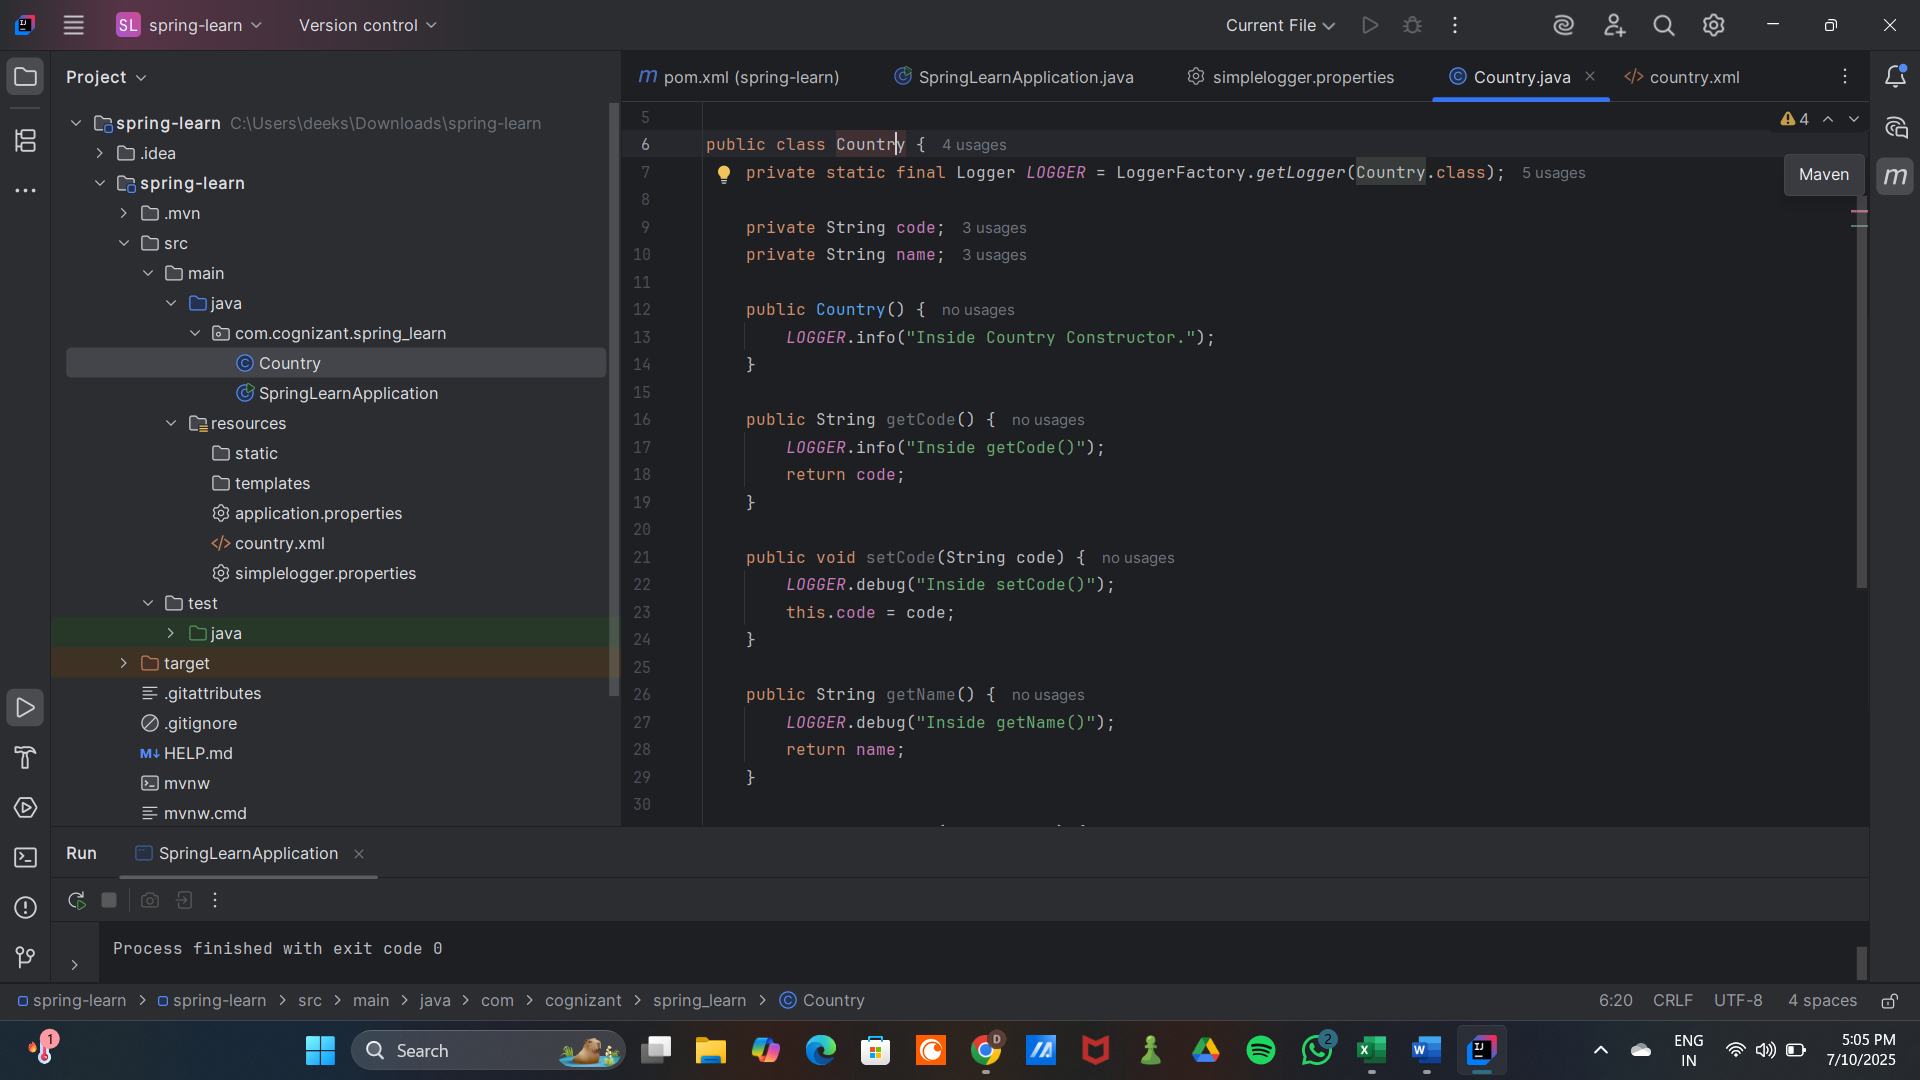 SL spring-learn
Version control
Current File
Project
pom.xml (spring-learn)
SpringLearnApplication.java
simplelogger.properties
Country.java
country.xml
spring-learn C:\Users\deeks\Downloads\spring-learn
.idea
spring-learn
.mvn
src
main
java
com.cognizant.spring_learn
Country
SpringLearnApplication
resources
static
templates
application.properties
country.xml
simplelogger.properties
test
java
target
.gitattributes
.gitignore
HELP.md
mvnw
mvnw.cmd
4
Maven
5
6 public class Country { 4 usages
7 private static final Logger LOGGER = LoggerFactory.getLogger(Country.class); 5 usages
8
9 private String code; 3 usages
10 private String name; 3 usages
11
12 public Country() { no usages
13 LOGGER.info("Inside Country Constructor.");
14 }
15
16 public String getCode() { no usages
17 LOGGER.info("Inside getCode()");
18 return code;
19 }
20
21 public void setCode(String code) { no usages
22 LOGGER.debug("Inside setCode()");
23 this.code = code;
24 }
25
26 public String getName() { no usages
27 LOGGER.debug("Inside getName()");
28 return name;
29 }
30
Run SpringLearnApplication
Process finished with exit code 0
spring-learn > spring-learn > src > main > java > com > cognizant > spring_learn > Country
6:20 CRLF UTF-8 4 spaces
1
Search
D
2
ENG
IN
5:05 PM
7/10/2025